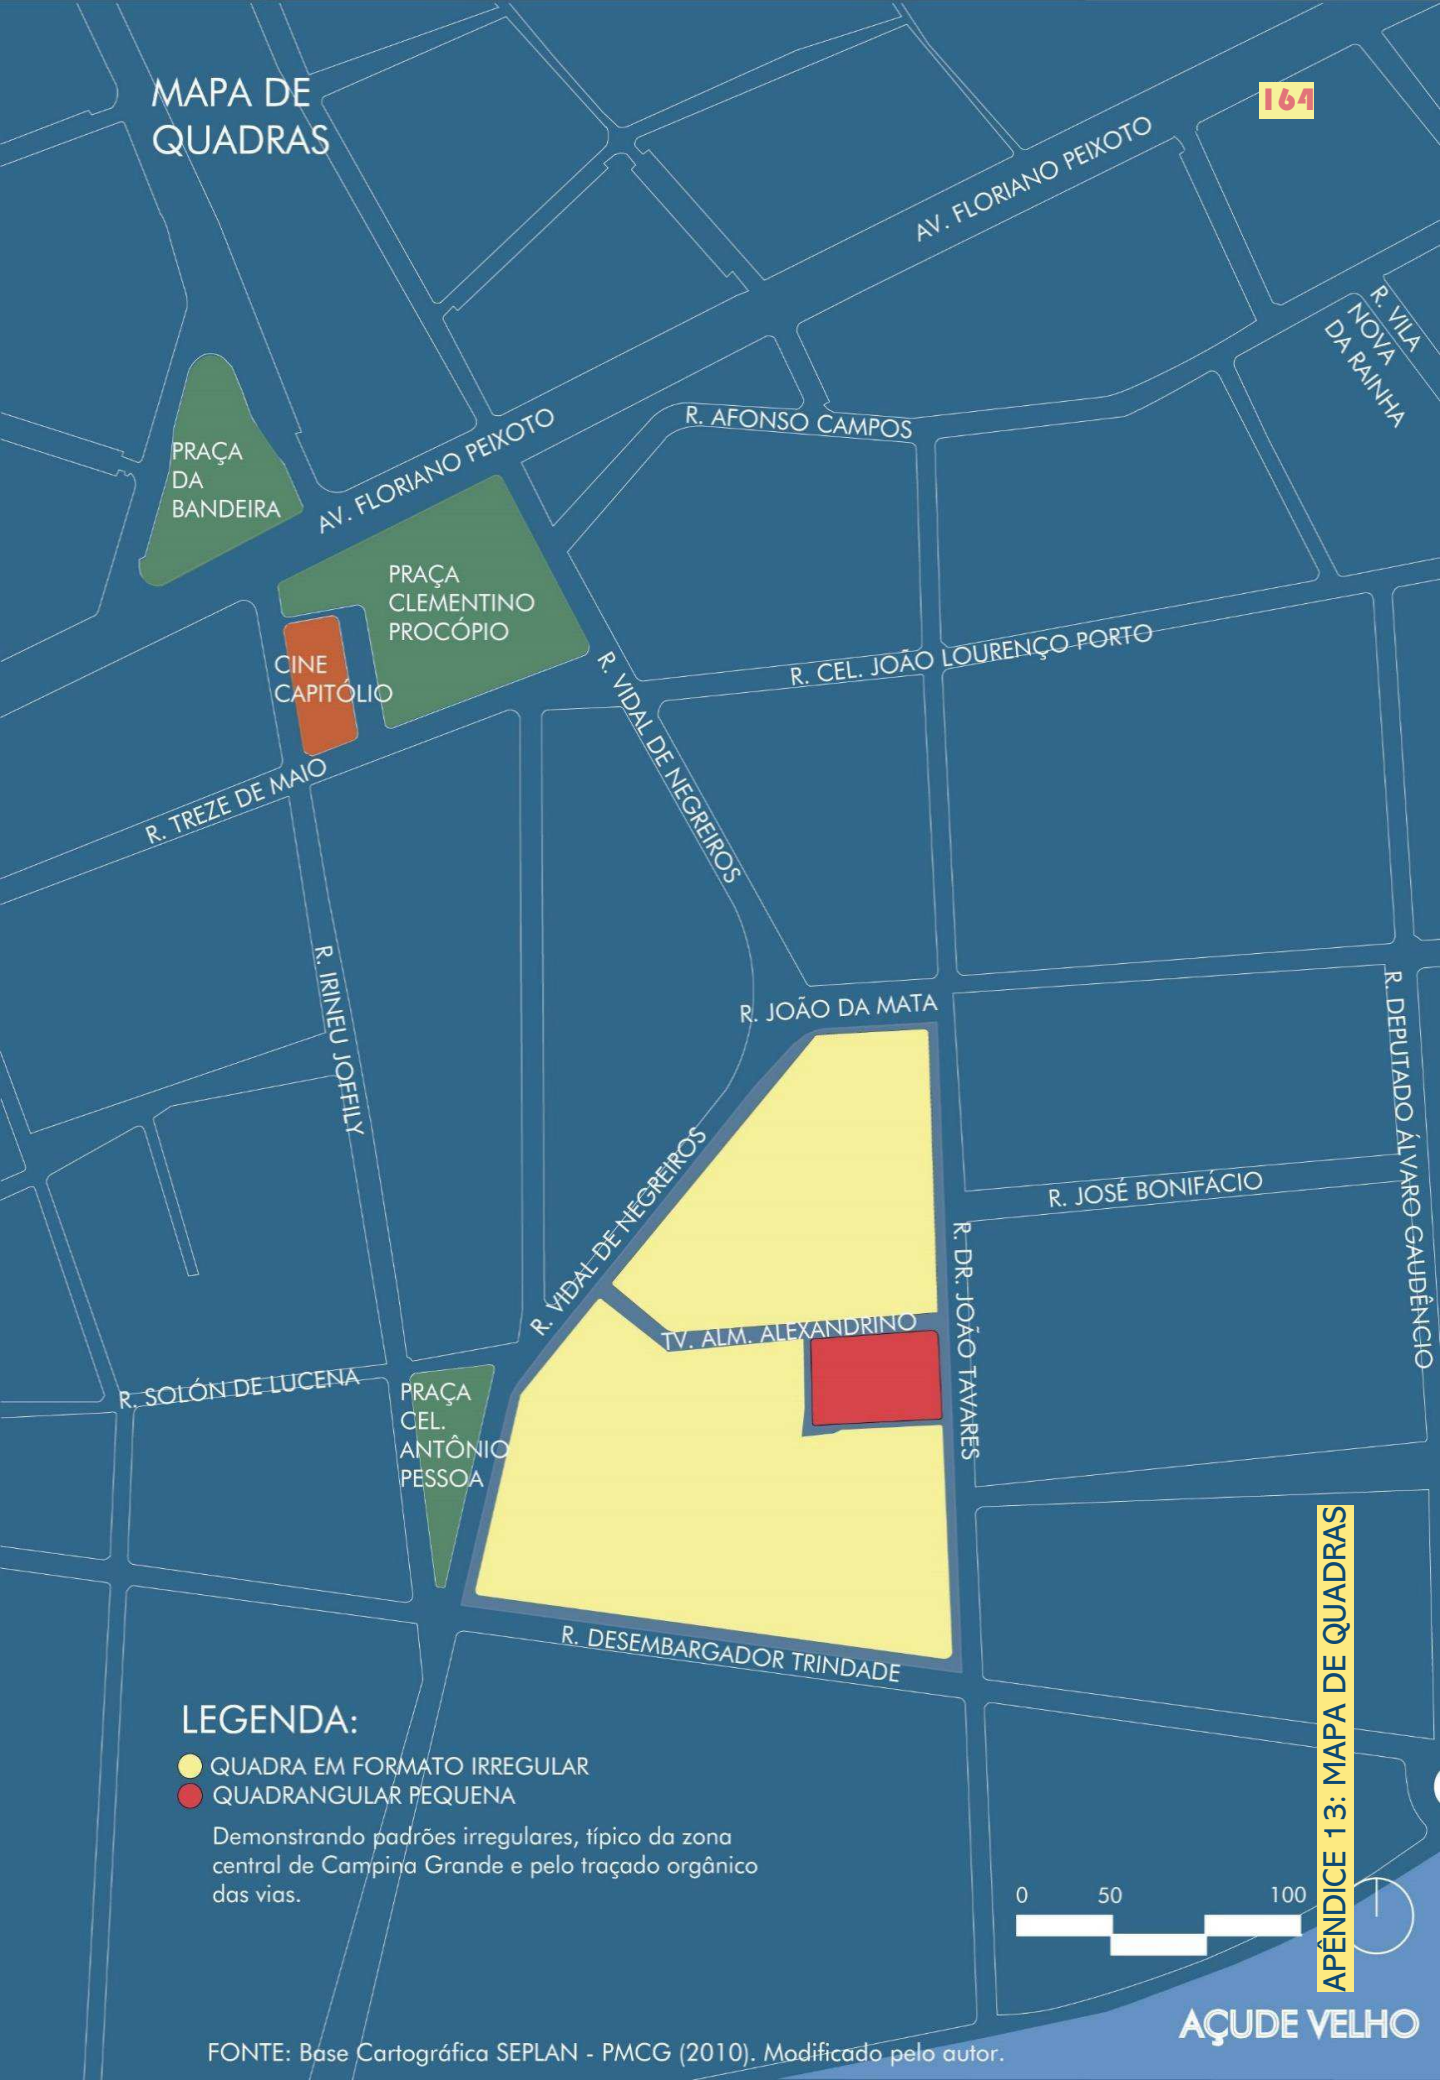 MAPA DE
QUADRAS
164
AV. FLORIANO PEIXOTO
R. VILA
NOVA
DA RAINHA
R. AFONSO CAMPOS
AV. FLORIANO PEIXOTO
PRAÇA
DA
BANDEIRA
PRAÇA
CLEMENTINO
PROCÓPIO
CINE
CAPITÓLIO
R. CEL. JOÃO LOURENÇO PORTO
R. VIDAL DE NEGREIROS
R. TREZE DE MAIO
R. IRINEU JOFFILY
R. JOÃO DA MATA
R. DEPUTADO ÁLVARO GAUDÊNCIO
R. VIDAL DE NEGREIROS
R. JOSÉ BONIFÁCIO
R. DR. JOÃO TAVARES
TV. ALM. ALEXANDRINO
R. SOLÓN DE LUCENA
PRAÇA
CEL.
ANTÔNIO
PESSOA
R. DESEMBARGADOR TRINDADE
LEGENDA:
QUADRA EM FORMATO IRREGULAR
QUADRANGULAR PEQUENA
Demonstrando padrões irregulares, típico da zona
central de Campina Grande e pelo traçado orgânico
das vias.
0 50 100
APÊNDICE 13: MAPA DE QUADRAS
AÇUDE VELHO
FONTE: Base Cartográfica SEPLAN - PMCG (2010). Modificado pelo autor.